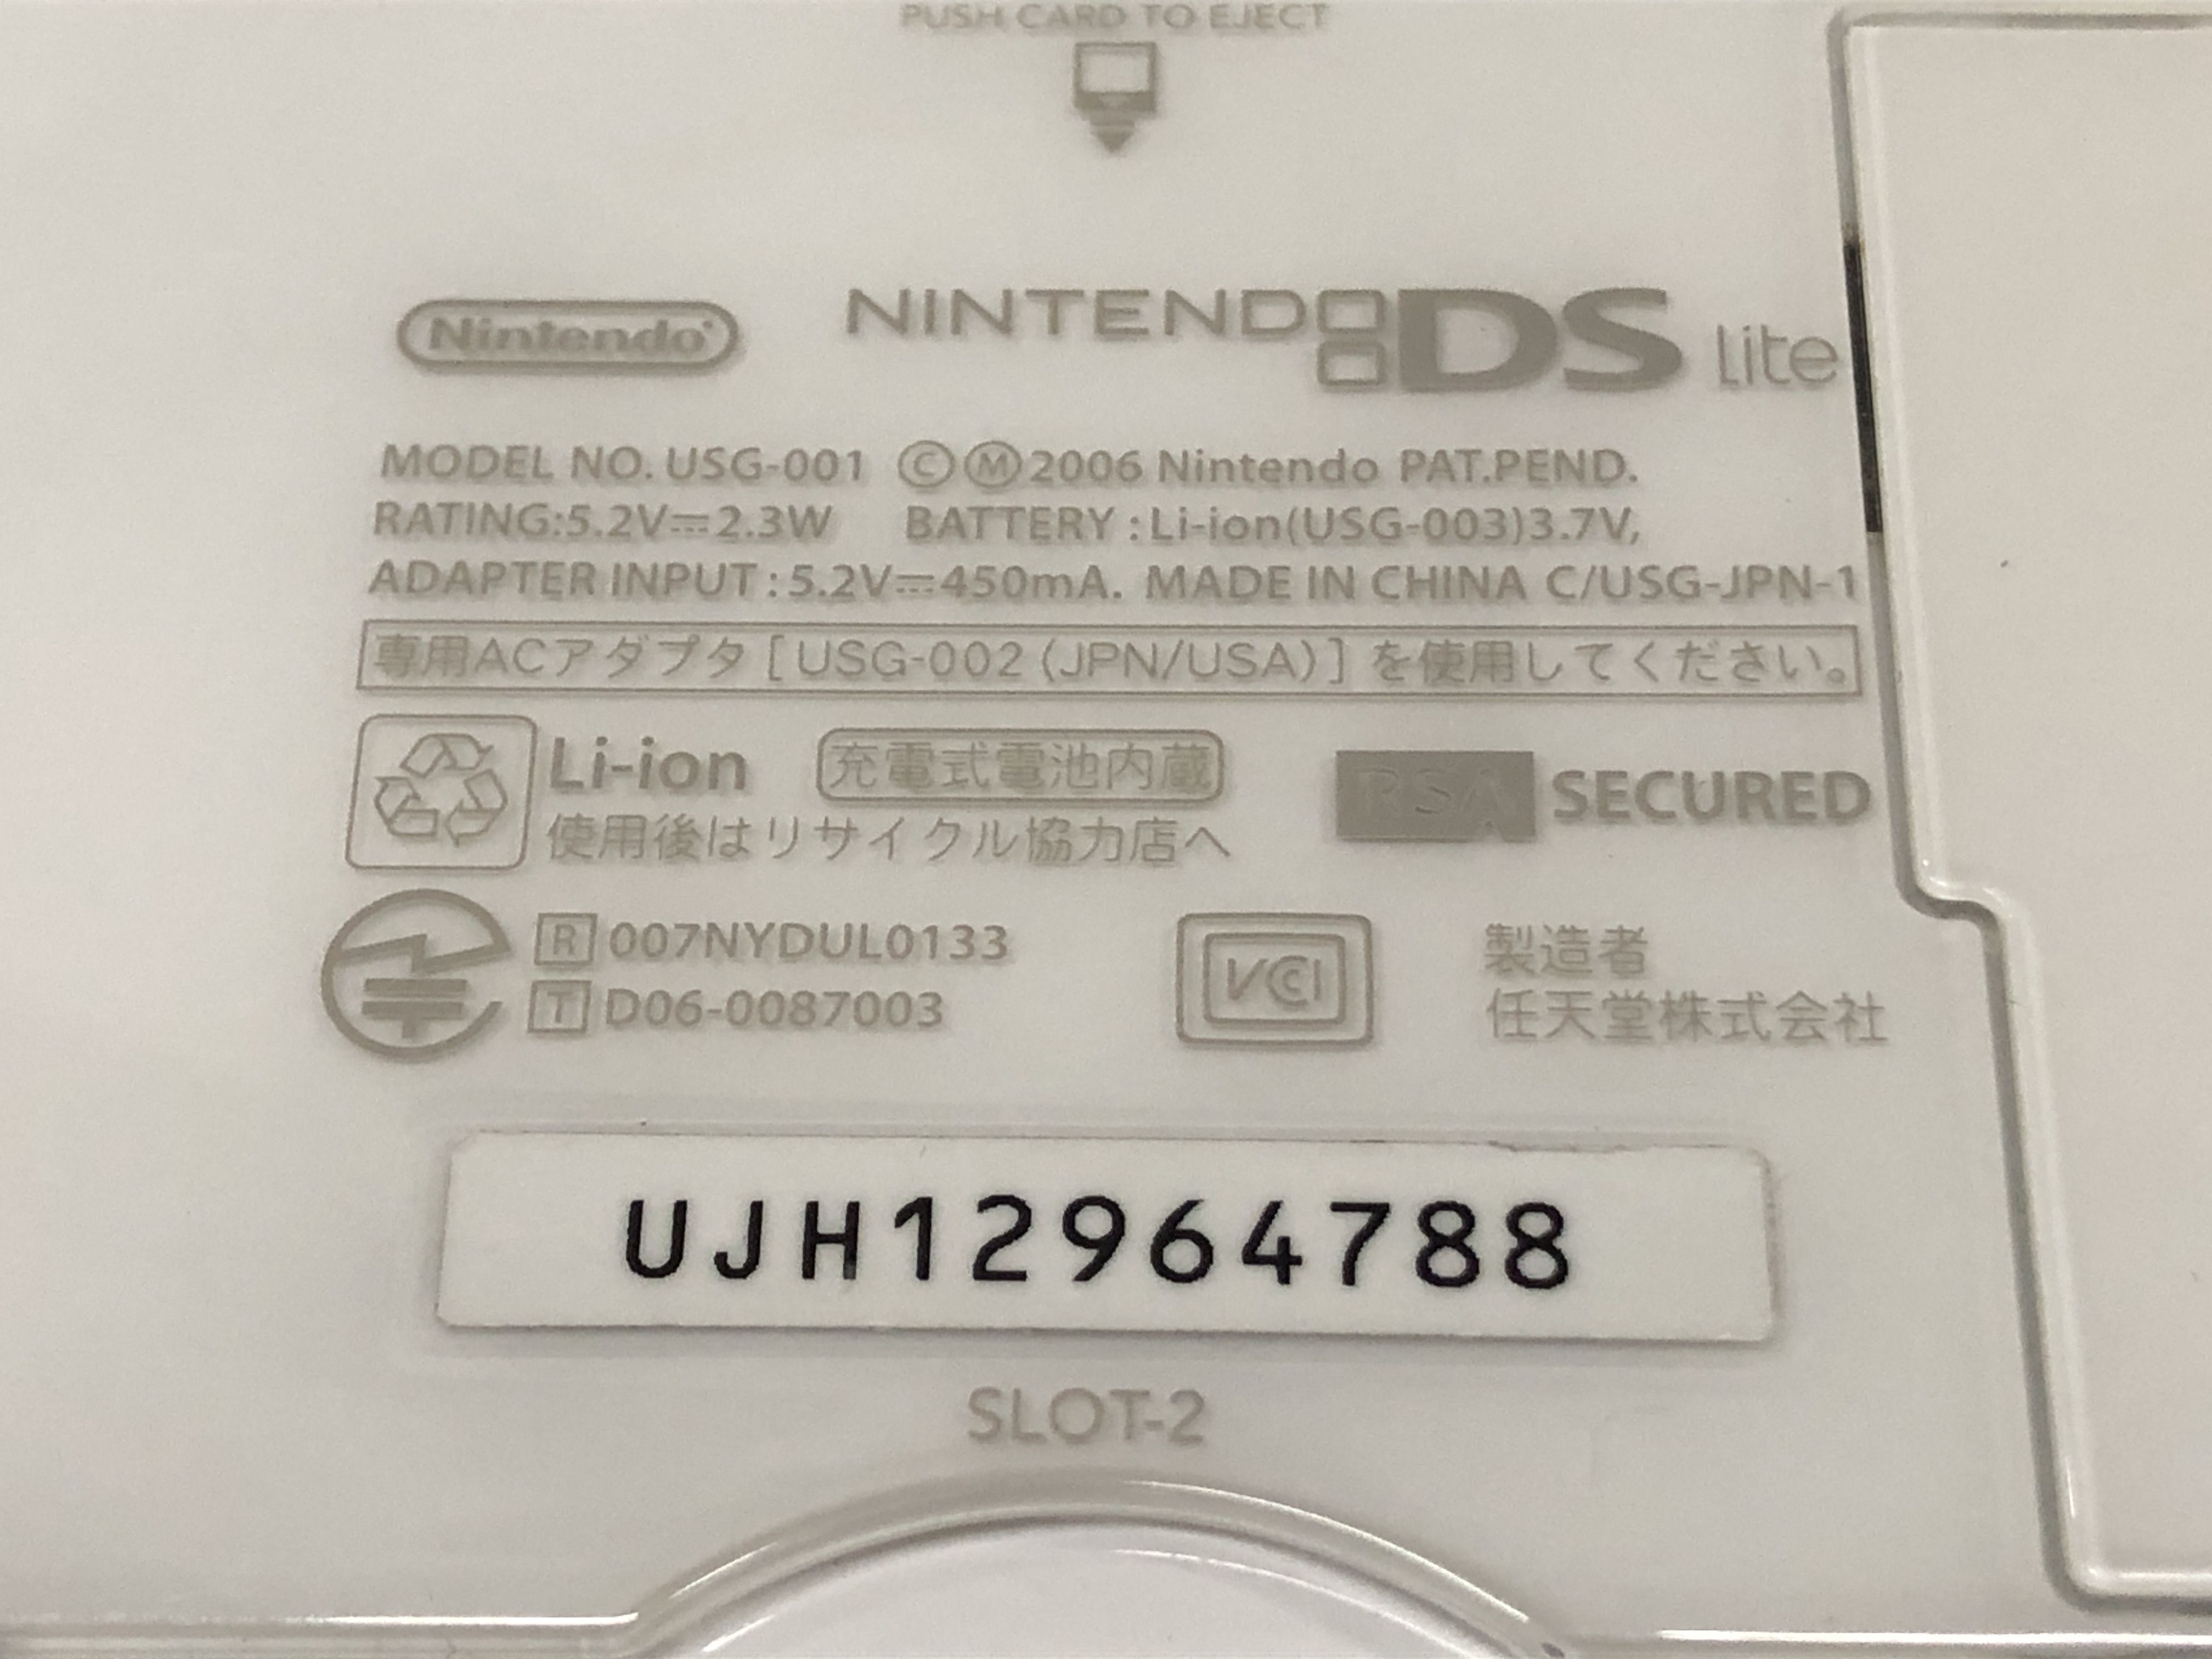 PUSH CARD TO EJECT
Nintendo
NINTENDO DS Lite
MODEL NO. USG-001 ⒸⓂ2006 Nintendo PAT.PEND.
RATING:5.2V⎓2.3W BATTERY:Li-ion(USG-003)3.7V,
ADAPTER INPUT:5.2V⎓450mA. MADE IN CHINA C/USG-JPN-1
専用ACアダプタ［USG-002（JPN/USA）］を使用してください。
Li-ion 充電式電池内蔵
使用後はリサイクル協力店へ
RSA SECURED
R 007NYDUL0133
T D06-0087003
VCCI
製造者
任天堂株式会社
UJH12964788
SLOT-2